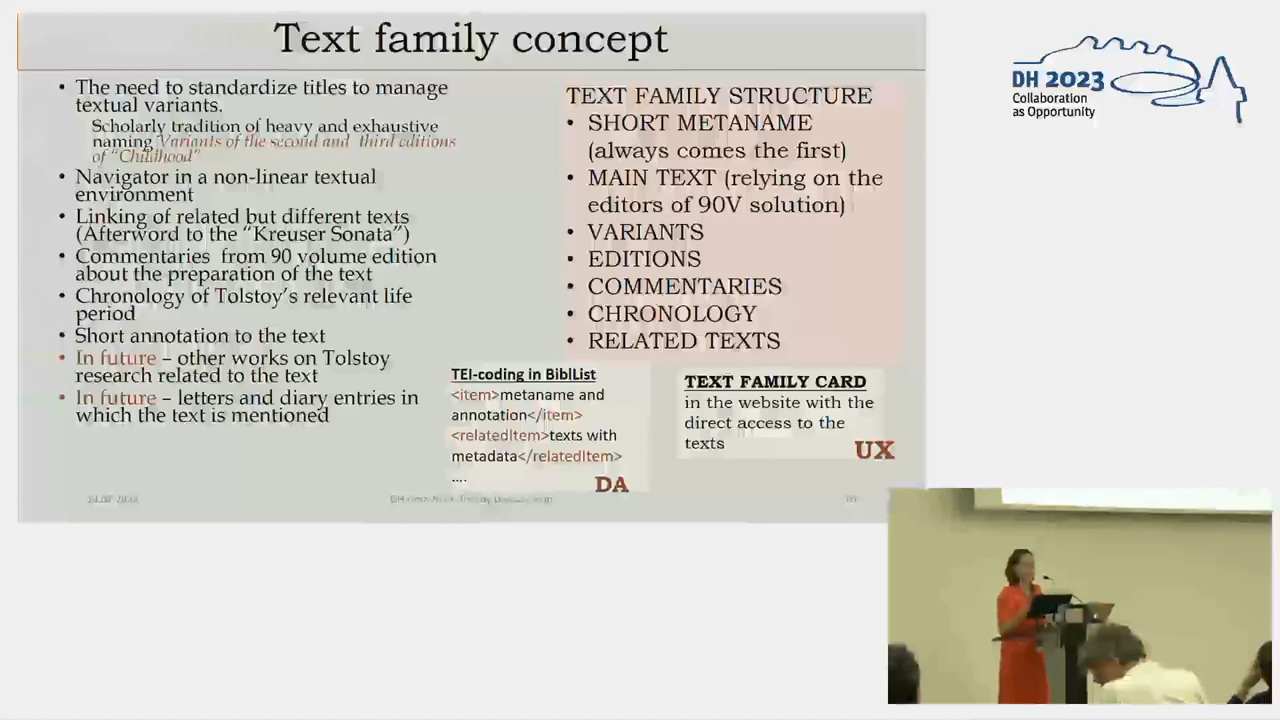 Text family concept
• The need to standardize titles to manage
textual variants.
Scholarly tradition of heavy and exhaustive
naming Variants of the second and third editions
of "Childhood"
• Navigator in a non-linear textual
environment
• Linking of related but different texts
(Afterword to the "Kreuser Sonata")
• Commentaries from 90 volume edition
about the preparation of the text
• Chronology of Tolstoy's relevant life
period
• Short annotation to the text
• In future – other works on Tolstoy
research related to the text
• In future – letters and diary entries in
which the text is mentioned
TEXT FAMILY STRUCTURE
• SHORT METANAME
(always comes the first)
• MAIN TEXT (relying on the
editors of 90V solution)
• VARIANTS
• EDITIONS
• COMMENTARIES
• CHRONOLOGY
• RELATED TEXTS
TEI-coding in BiblList
<item>metaname and
annotation</item>
<relatedItem>texts with
metadata</relatedItem>
....
DA
TEXT FAMILY CARD
in the website with the
direct access to the
texts
UX
DH 2023
Collaboration
as Opportunity